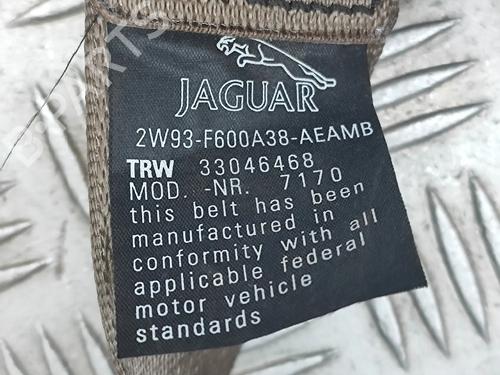 JAGUAR
2W93-F600A38-AEAMB
TRW 33046468
MOD. -NR. 7170
this belt has been
manufactured in
conformity with all
applicable federal
motor vehicle
standards